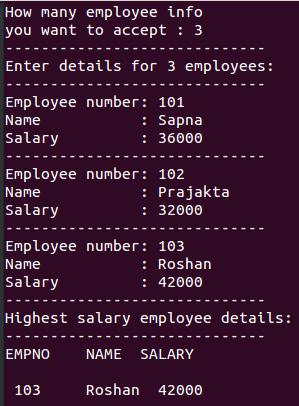 How many employee info
you want to accept : 3
-----------------------------
Enter details for 3 employees:
-----------------------------
Employee number: 101
Name           : Sapna
Salary         : 36000
-----------------------------
Employee number: 102
Name           : Prajakta
Salary         : 32000
-----------------------------
Employee number: 103
Name           : Roshan
Salary         : 42000
-----------------------------
Highest salary employee details:
-----------------------------
EMPNO    NAME  SALARY
 103     Roshan  42000